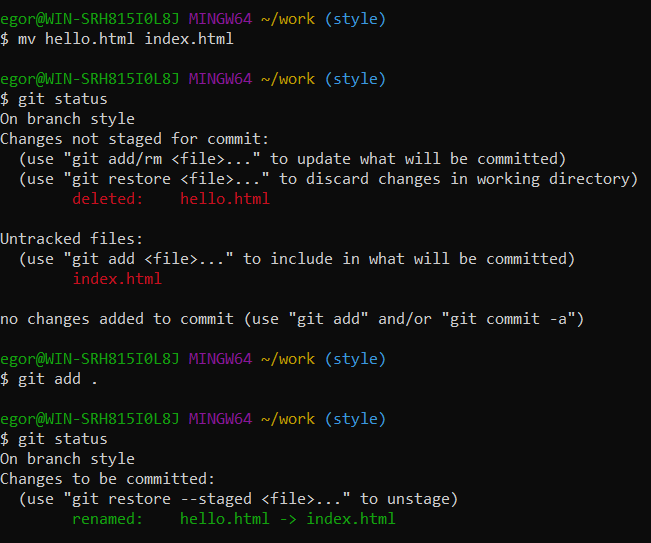 egor@WIN-SRH815I0L8J MINGW64 ~/work (style)
$ mv hello.html index.html
egor@WIN-SRH815I0L8J MINGW64 ~/work (style)
$ git status
On branch style
Changes not staged for commit:
  (use "git add/rm <file>..." to update what will be committed)
  (use "git restore <file>..." to discard changes in working directory)
        deleted:    hello.html
Untracked files:
  (use "git add <file>..." to include in what will be committed)
        index.html
no changes added to commit (use "git add" and/or "git commit -a")
egor@WIN-SRH815I0L8J MINGW64 ~/work (style)
$ git add .
egor@WIN-SRH815I0L8J MINGW64 ~/work (style)
$ git status
On branch style
Changes to be committed:
  (use "git restore --staged <file>..." to unstage)
        renamed:    hello.html -> index.html